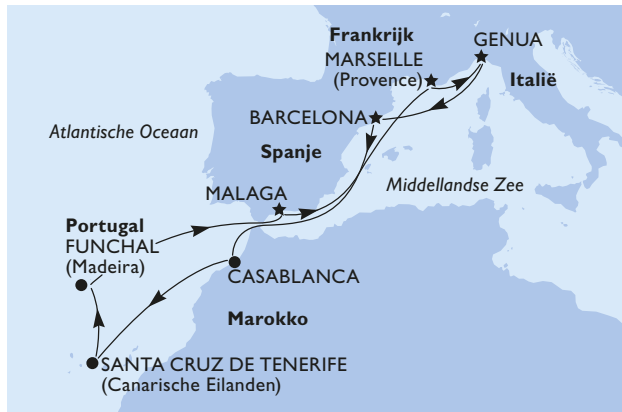 Frankrijk
GENUA
MARSEILLE
(Provence)
Italië
BARCELONA
Atlantische Oceaan
Spanje
Middellandse Zee
MALAGA
Portugal
FUNCHAL
(Madeira)
CASABLANCA
Marokko
SANTA CRUZ DE TENERIFE
(Canarische Eilanden)